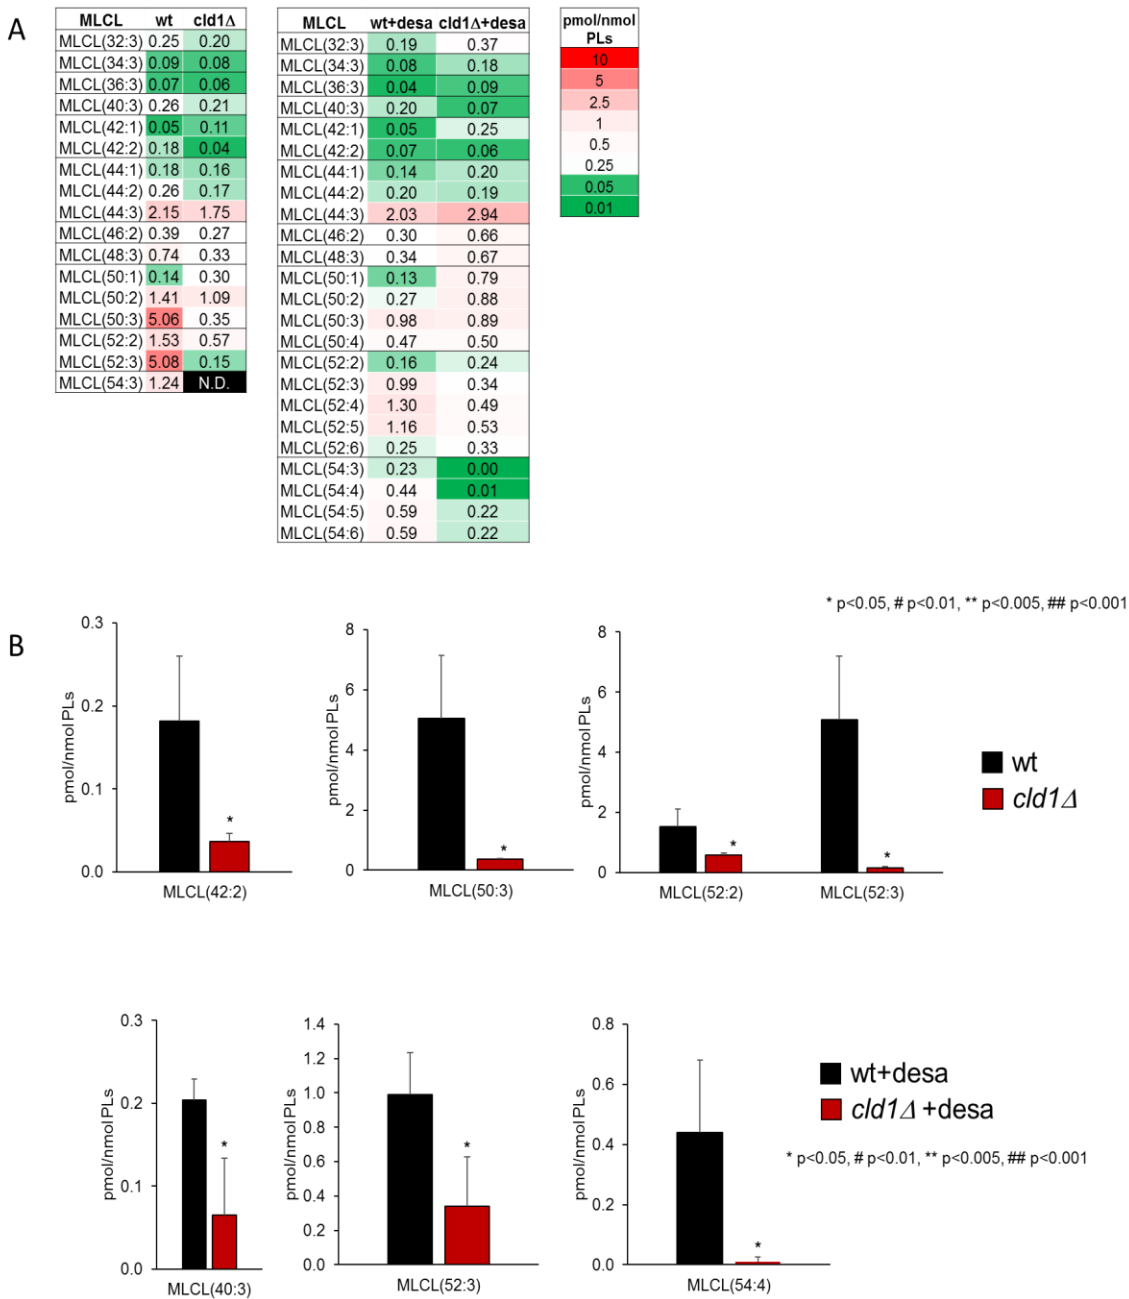 A
MLCL wt cld1Δ
MLCL(32:3) 0.25 0.20
MLCL(34:3) 0.09 0.08
MLCL(36:3) 0.07 0.06
MLCL(40:3) 0.26 0.21
MLCL(42:1) 0.05 0.11
MLCL(42:2) 0.18 0.04
MLCL(44:1) 0.18 0.16
MLCL(44:2) 0.26 0.17
MLCL(44:3) 2.15 1.75
MLCL(46:2) 0.39 0.27
MLCL(48:3) 0.74 0.33
MLCL(50:1) 0.14 0.30
MLCL(50:2) 1.41 1.09
MLCL(50:3) 5.06 0.35
MLCL(52:2) 1.53 0.57
MLCL(52:3) 5.08 0.15
MLCL(54:3) 1.24 N.D.
MLCL wt+desa cld1Δ+desa
MLCL(32:3) 0.19 0.37
MLCL(34:3) 0.08 0.18
MLCL(36:3) 0.04 0.09
MLCL(40:3) 0.20 0.07
MLCL(42:1) 0.05 0.25
MLCL(42:2) 0.07 0.06
MLCL(44:1) 0.14 0.20
MLCL(44:2) 0.20 0.19
MLCL(44:3) 2.03 2.94
MLCL(46:2) 0.30 0.66
MLCL(48:3) 0.34 0.67
MLCL(50:1) 0.13 0.79
MLCL(50:2) 0.27 0.88
MLCL(50:3) 0.98 0.89
MLCL(50:4) 0.47 0.50
MLCL(52:2) 0.16 0.24
MLCL(52:3) 0.99 0.34
MLCL(52:4) 1.30 0.49
MLCL(52:5) 1.16 0.53
MLCL(52:6) 0.25 0.33
MLCL(54:3) 0.23 0.00
MLCL(54:4) 0.44 0.01
MLCL(54:5) 0.59 0.22
MLCL(54:6) 0.59 0.22
pmol/nmol
PLs
10
5
2.5
1
0.5
0.25
0.05
0.01
B
* p<0.05, # p<0.01, ** p<0.005, ## p<0.001
pmol/nmol PLs
0.3
0.2
0.1
0.0
*
MLCL(42:2)
pmol/nmol PLs
8
6
4
2
0
*
MLCL(50:3)
pmol/nmol PLs
8
6
4
2
0
* *
MLCL(52:2) MLCL(52:3)
wt
cld1Δ
pmol/nmol PLs
0.3
0.2
0.1
0.0
*
MLCL(40:3)
pmol/nmol PLs
1.4
1.2
1.0
0.8
0.6
0.4
0.2
0.0
*
MLCL(52:3)
pmol/nmol PLs
0.8
0.6
0.4
0.2
0.0
*
MLCL(54:4)
wt+desa
cld1Δ +desa
* p<0.05, # p<0.01, ** p<0.005, ## p<0.001